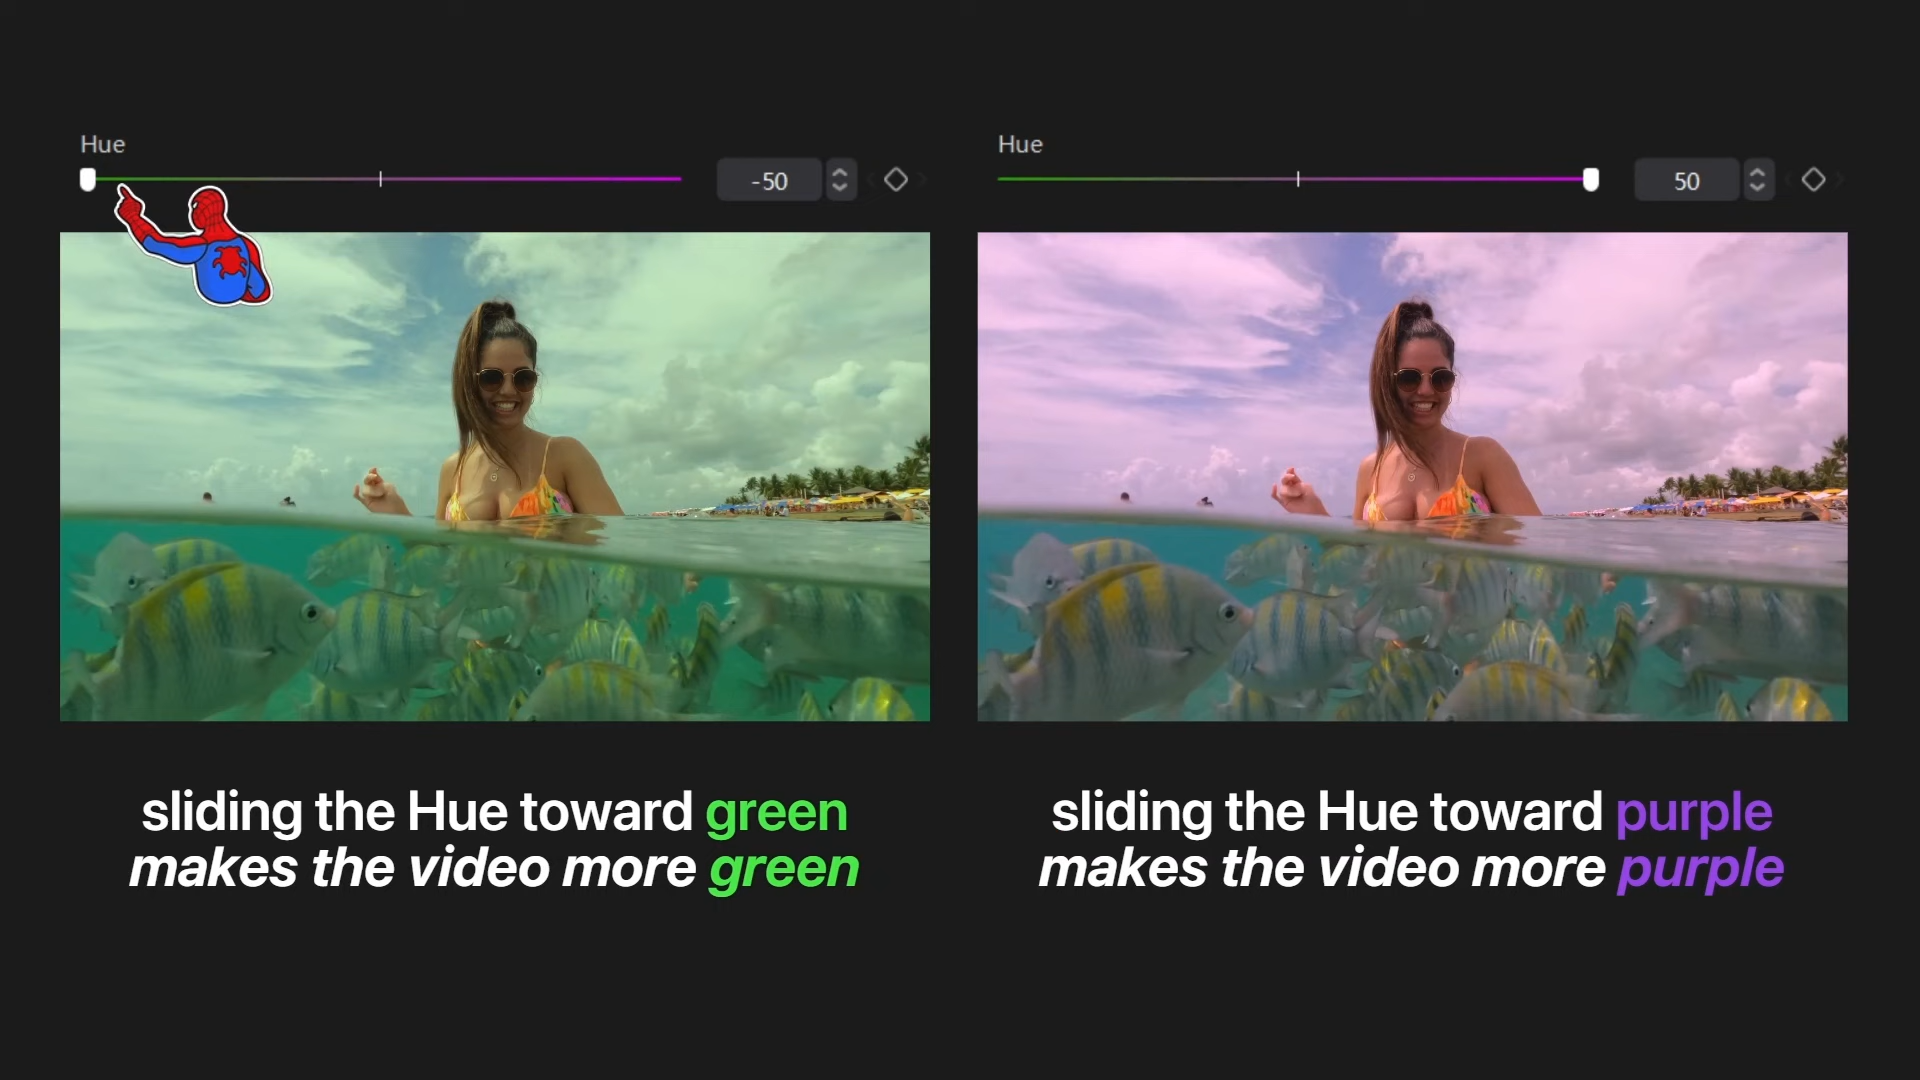 Hue
-50
Hue
50
sliding the Hue toward green
makes the video more green
sliding the Hue toward purple
makes the video more purple